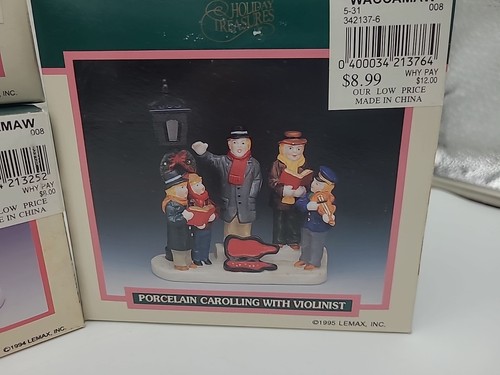 HOLIDAY
TREASURES
WACCAMAW
5-31 008
342137-6
0 400034 213764
$8.99 WHY PAY
$12.00
OUR LOW PRICE
MADE IN CHINA
INC.
MAW
008
213252
WHY PAY
$8.00
LOW PRICE
E IN CHINA
PORCELAIN CAROLLING WITH VIOLINIST
©1995 LEMAX, INC.
©1994 LEMAX, INC.